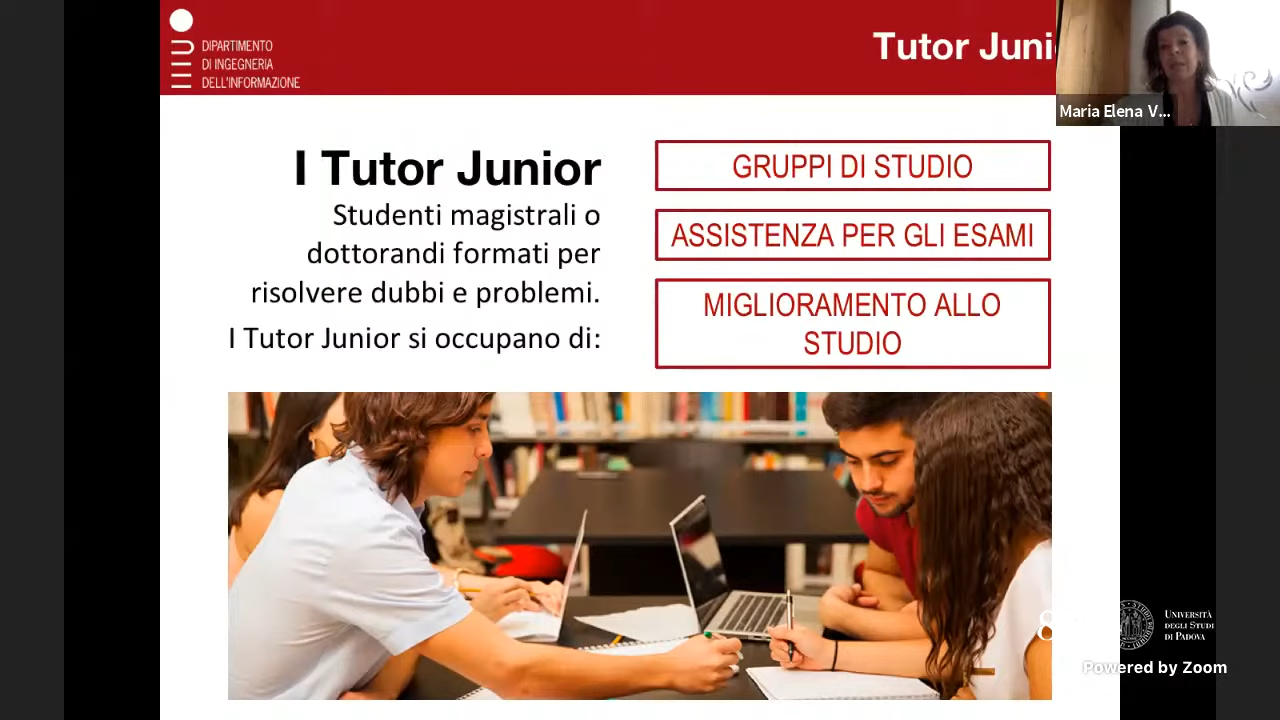 DIPARTIMENTO
DI INGEGNERIA
DELL'INFORMAZIONE
Tutor Juni
Maria Elena V...
I Tutor Junior
Studenti magistrali o
dottorandi formati per
risolvere dubbi e problemi.
I Tutor Junior si occupano di:
GRUPPI DI STUDIO
ASSISTENZA PER GLI ESAMI
MIGLIORAMENTO ALLO
STUDIO
8
UNIVERSITÀ
DEGLI STUDI
DI PADOVA
Powered by Zoom